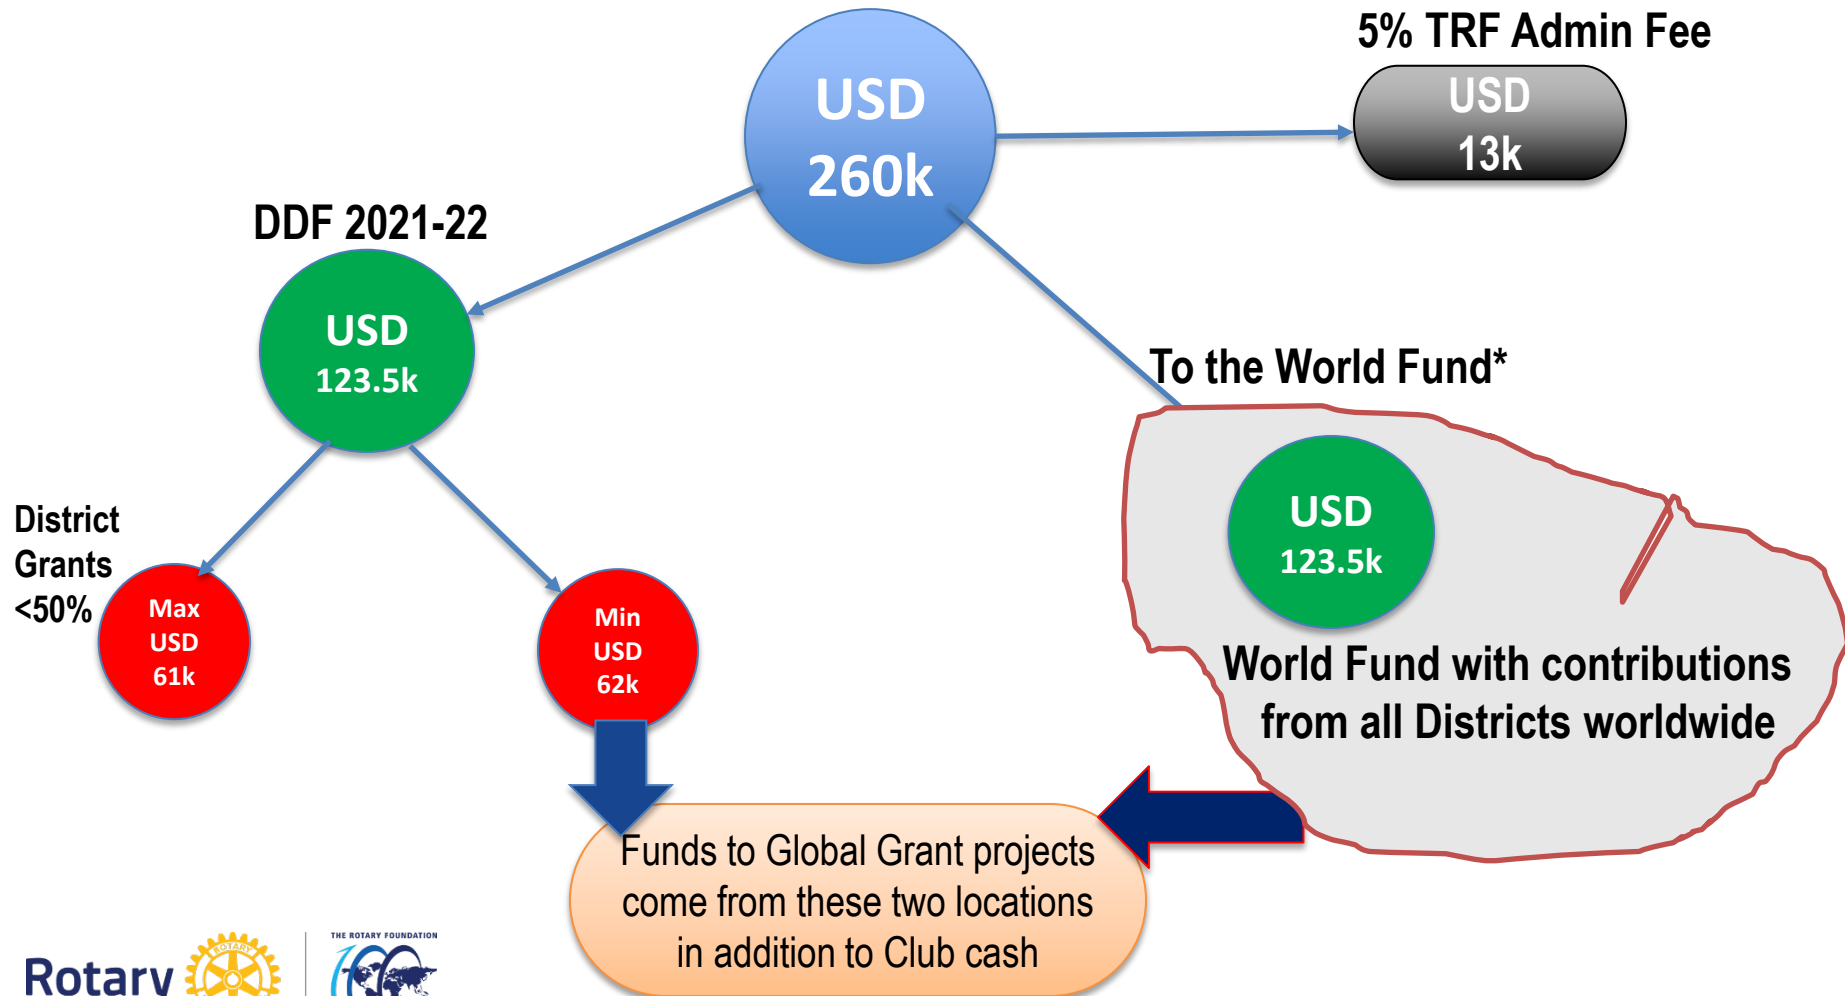 5% TRF Admin Fee
USD
260k
USD
13k
DDF 2021-22
USD
123.5k
To the World Fund*
USD
123.5k
District
Grants
<50%
Max
USD
61k
Min
USD
62k
World Fund with contributions
from all Districts worldwide
Funds to Global Grant projects
come from these two locations
in addition to Club cash
Rotary
ROTARY
THE ROTARY FOUNDATION
100